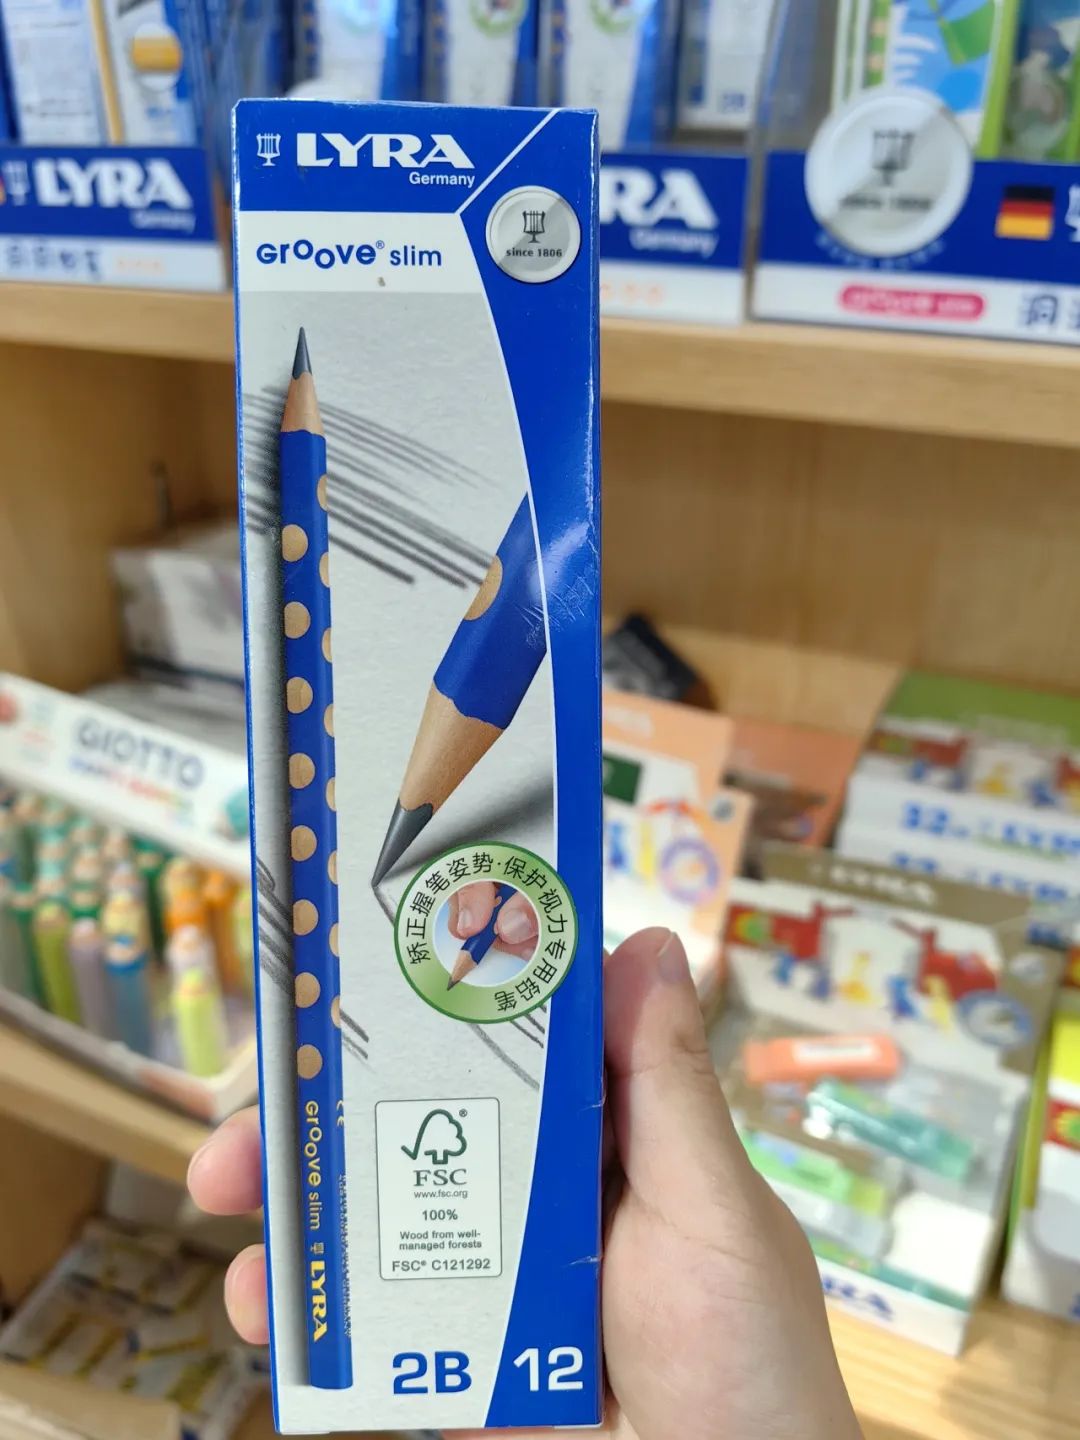 LYRA
Germany
GROOVE® slim
since 1806
矫正握笔姿势·保护视力专用铅笔
GROOVE slim LYRA
FSC®
www.fsc.org
100%
Wood from well-
managed forests
FSC® C121292
2B
12
LYRA
Germany
RA
Germany
GIOTTO